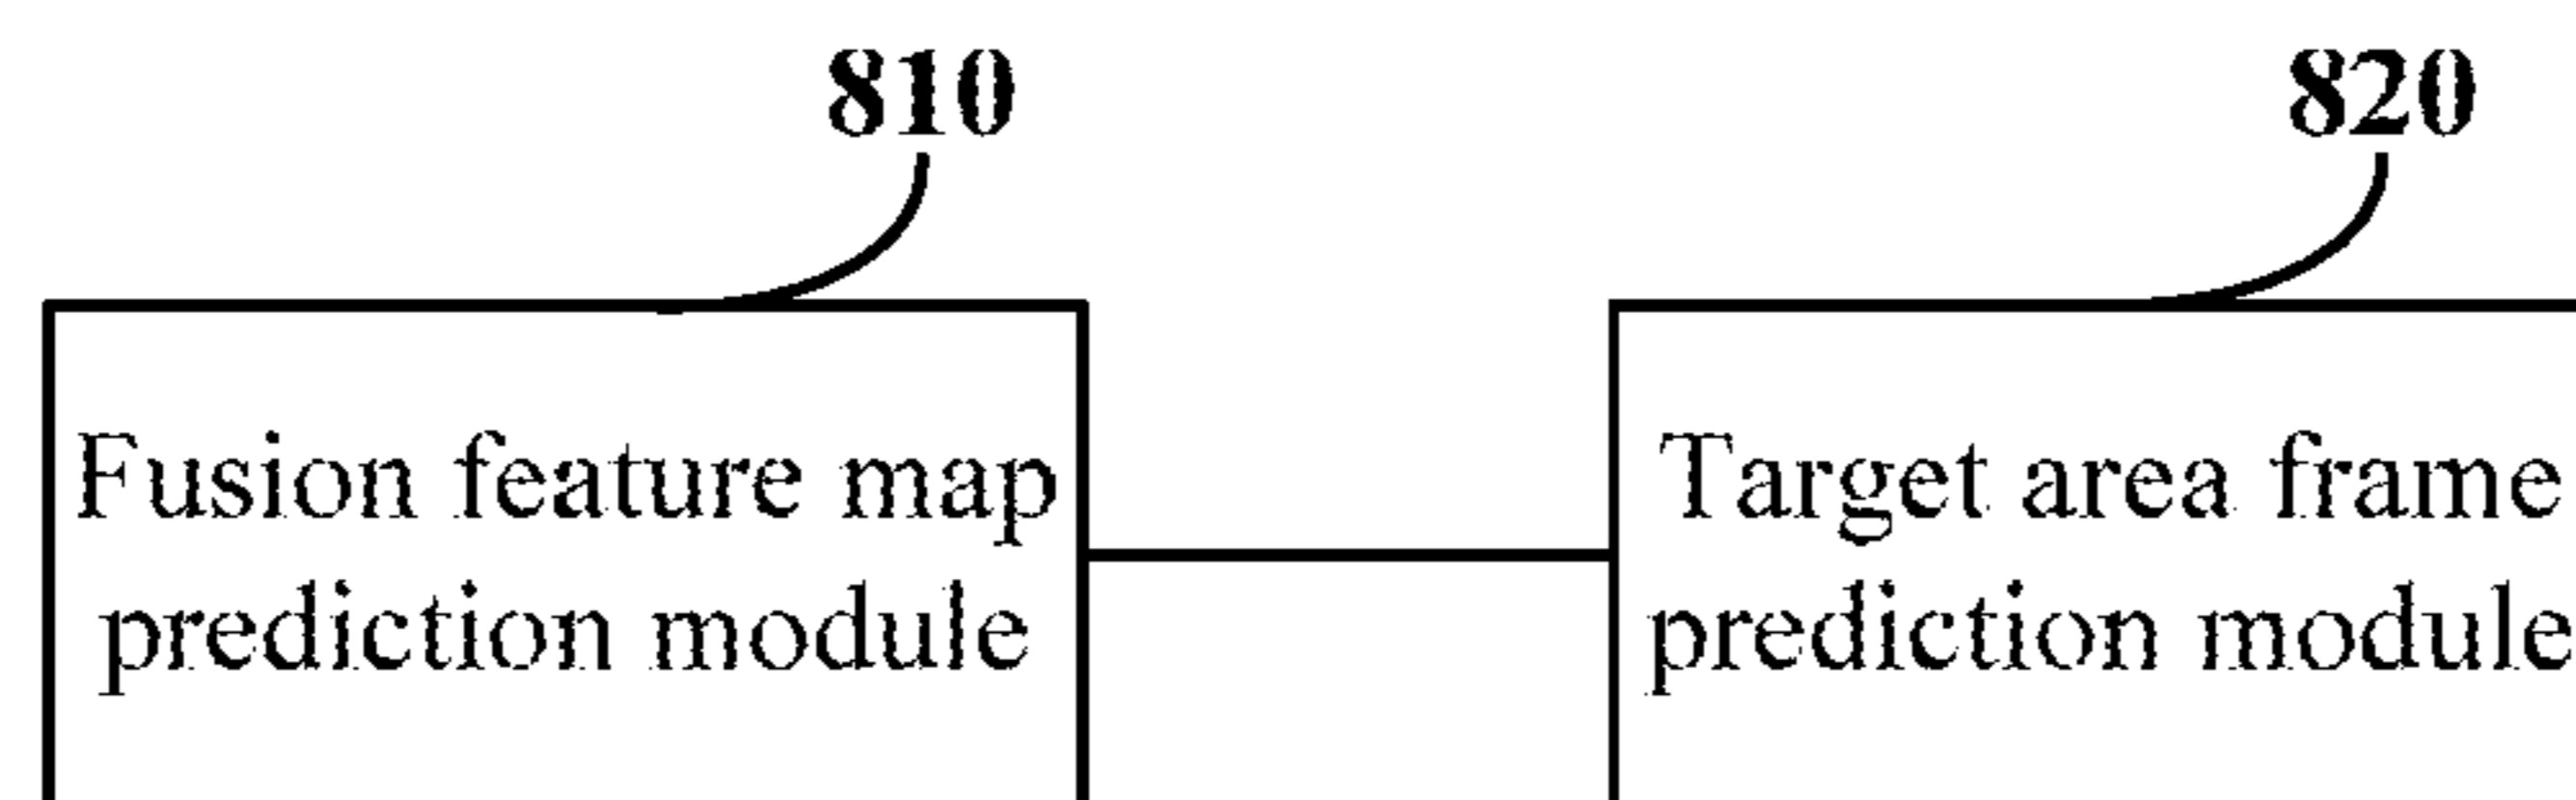 810
820
Fusion feature map
prediction module
Target area frame
prediction module